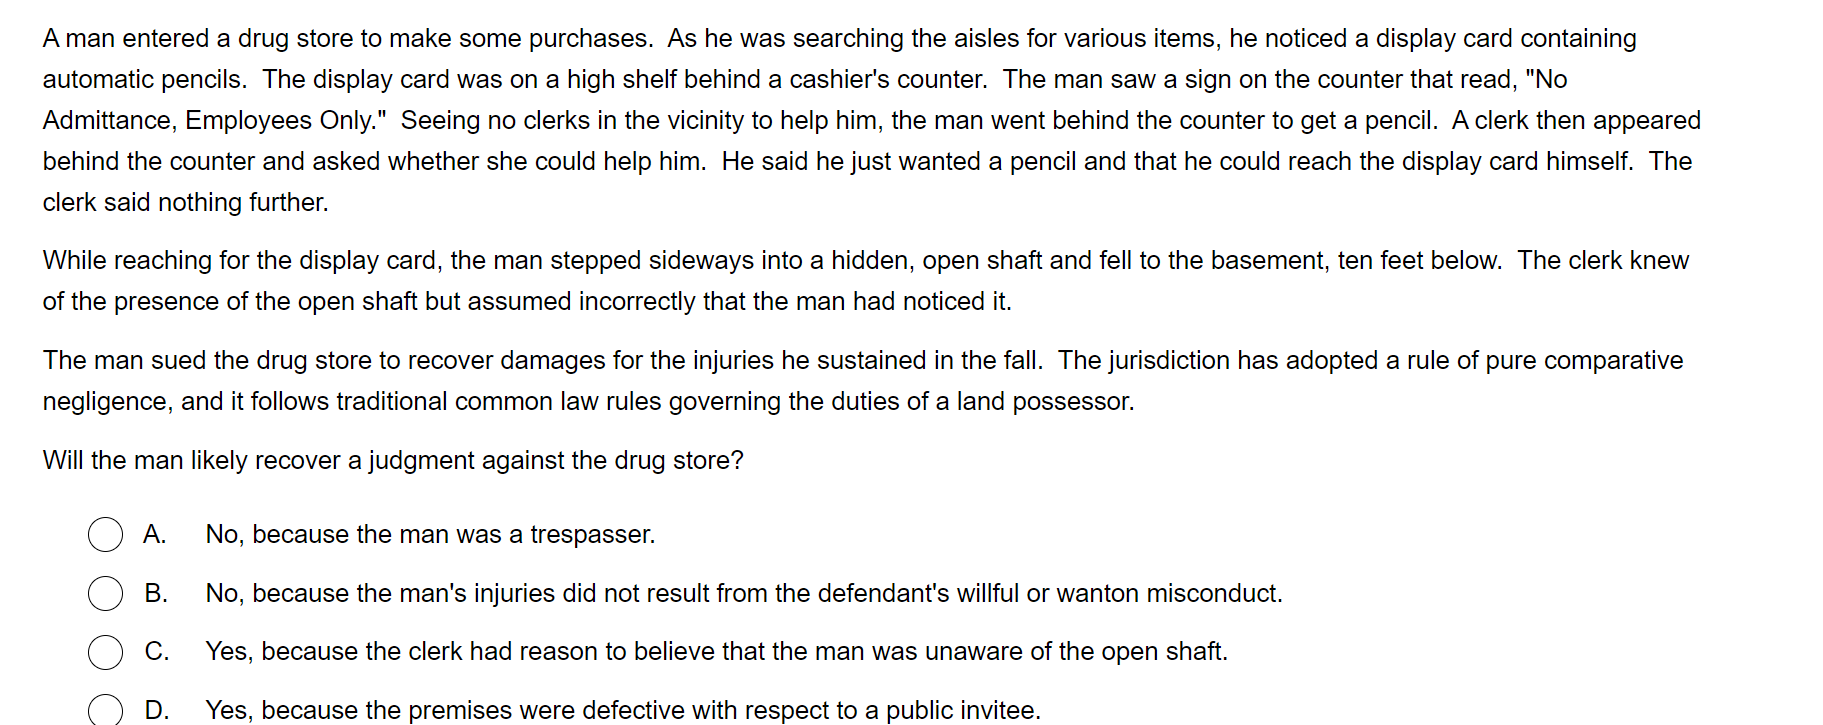 A man entered a drug store to make some purchases.  As he was searching the aisles for various items, he noticed a display card containing
automatic pencils.  The display card was on a high shelf behind a cashier's counter.  The man saw a sign on the counter that read, "No
Admittance, Employees Only."  Seeing no clerks in the vicinity to help him, the man went behind the counter to get a pencil.  A clerk then appeared
behind the counter and asked whether she could help him.  He said he just wanted a pencil and that he could reach the display card himself.  The
clerk said nothing further.
While reaching for the display card, the man stepped sideways into a hidden, open shaft and fell to the basement, ten feet below.  The clerk knew
of the presence of the open shaft but assumed incorrectly that the man had noticed it.
The man sued the drug store to recover damages for the injuries he sustained in the fall.  The jurisdiction has adopted a rule of pure comparative
negligence, and it follows traditional common law rules governing the duties of a land possessor.
Will the man likely recover a judgment against the drug store?
A. No, because the man was a trespasser.
B. No, because the man's injuries did not result from the defendant's willful or wanton misconduct.
C. Yes, because the clerk had reason to believe that the man was unaware of the open shaft.
D. Yes, because the premises were defective with respect to a public invitee.